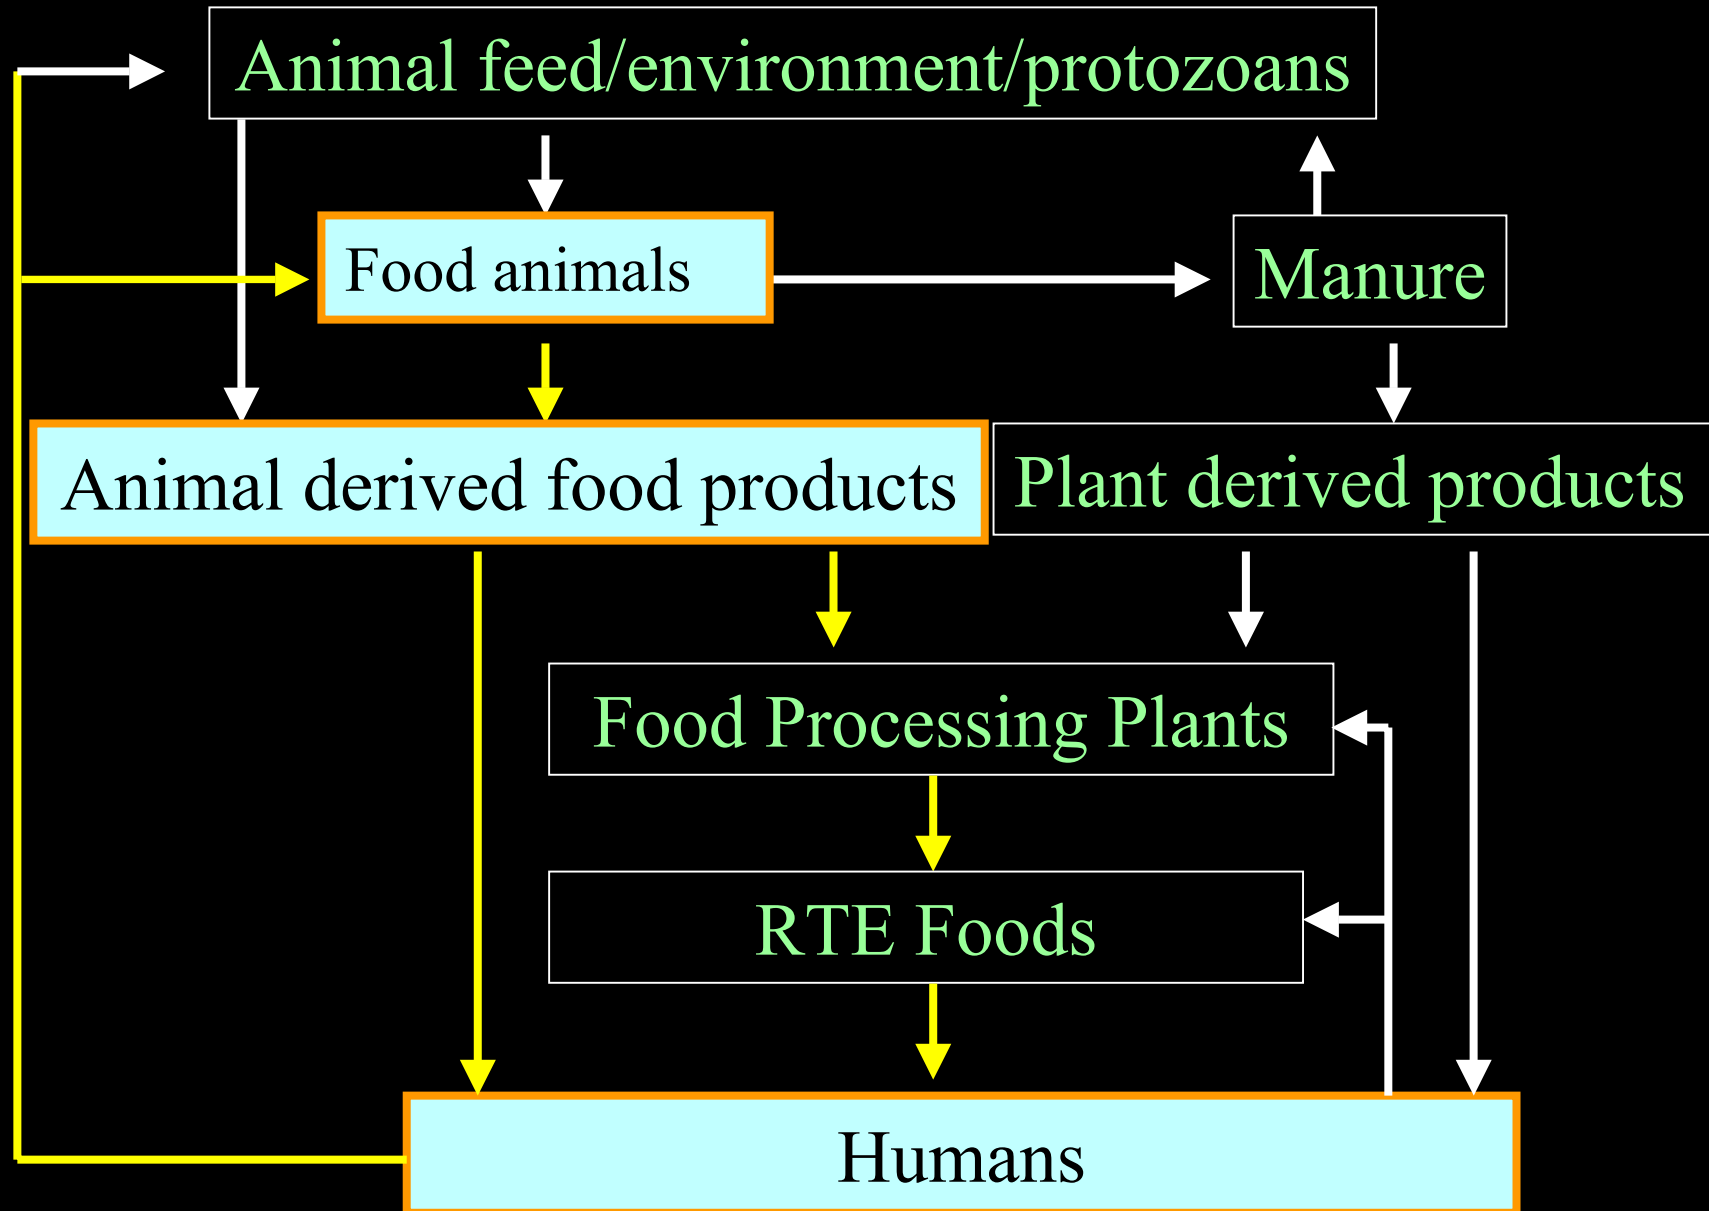 Animal feed/environment/protozoans
Food animals
Manure
Animal derived food products
Plant derived products
Food Processing Plants
RTE Foods
Humans